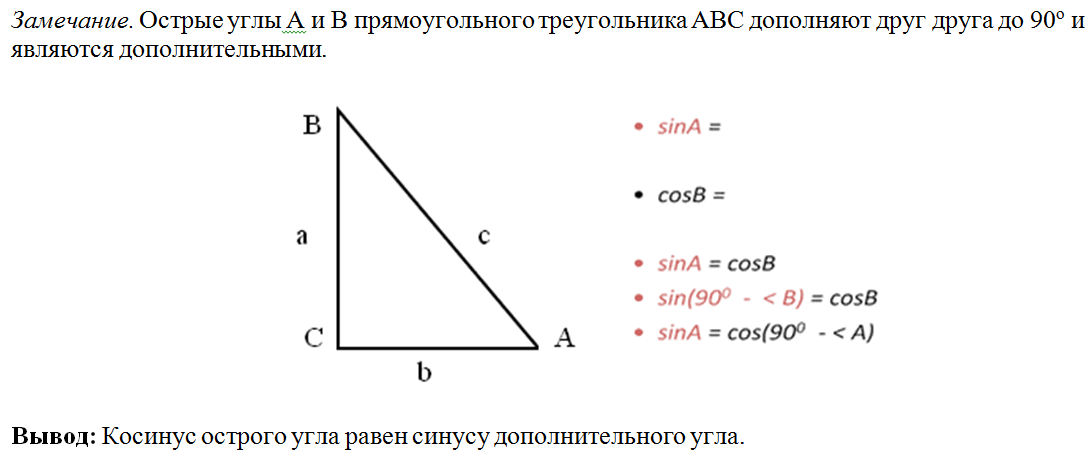 Замечание. Острые углы А и В прямоугольного треугольника АВС дополняют друг друга до 90º и
являются дополнительными.
B
a
c
C
A
b
• sinA =
• cosB =
• sinA = cosB
• sin(90⁰ - < B) = cosB
• sinA = cos(90⁰ - < A)
Вывод: Косинус острого угла равен синусу дополнительного угла.